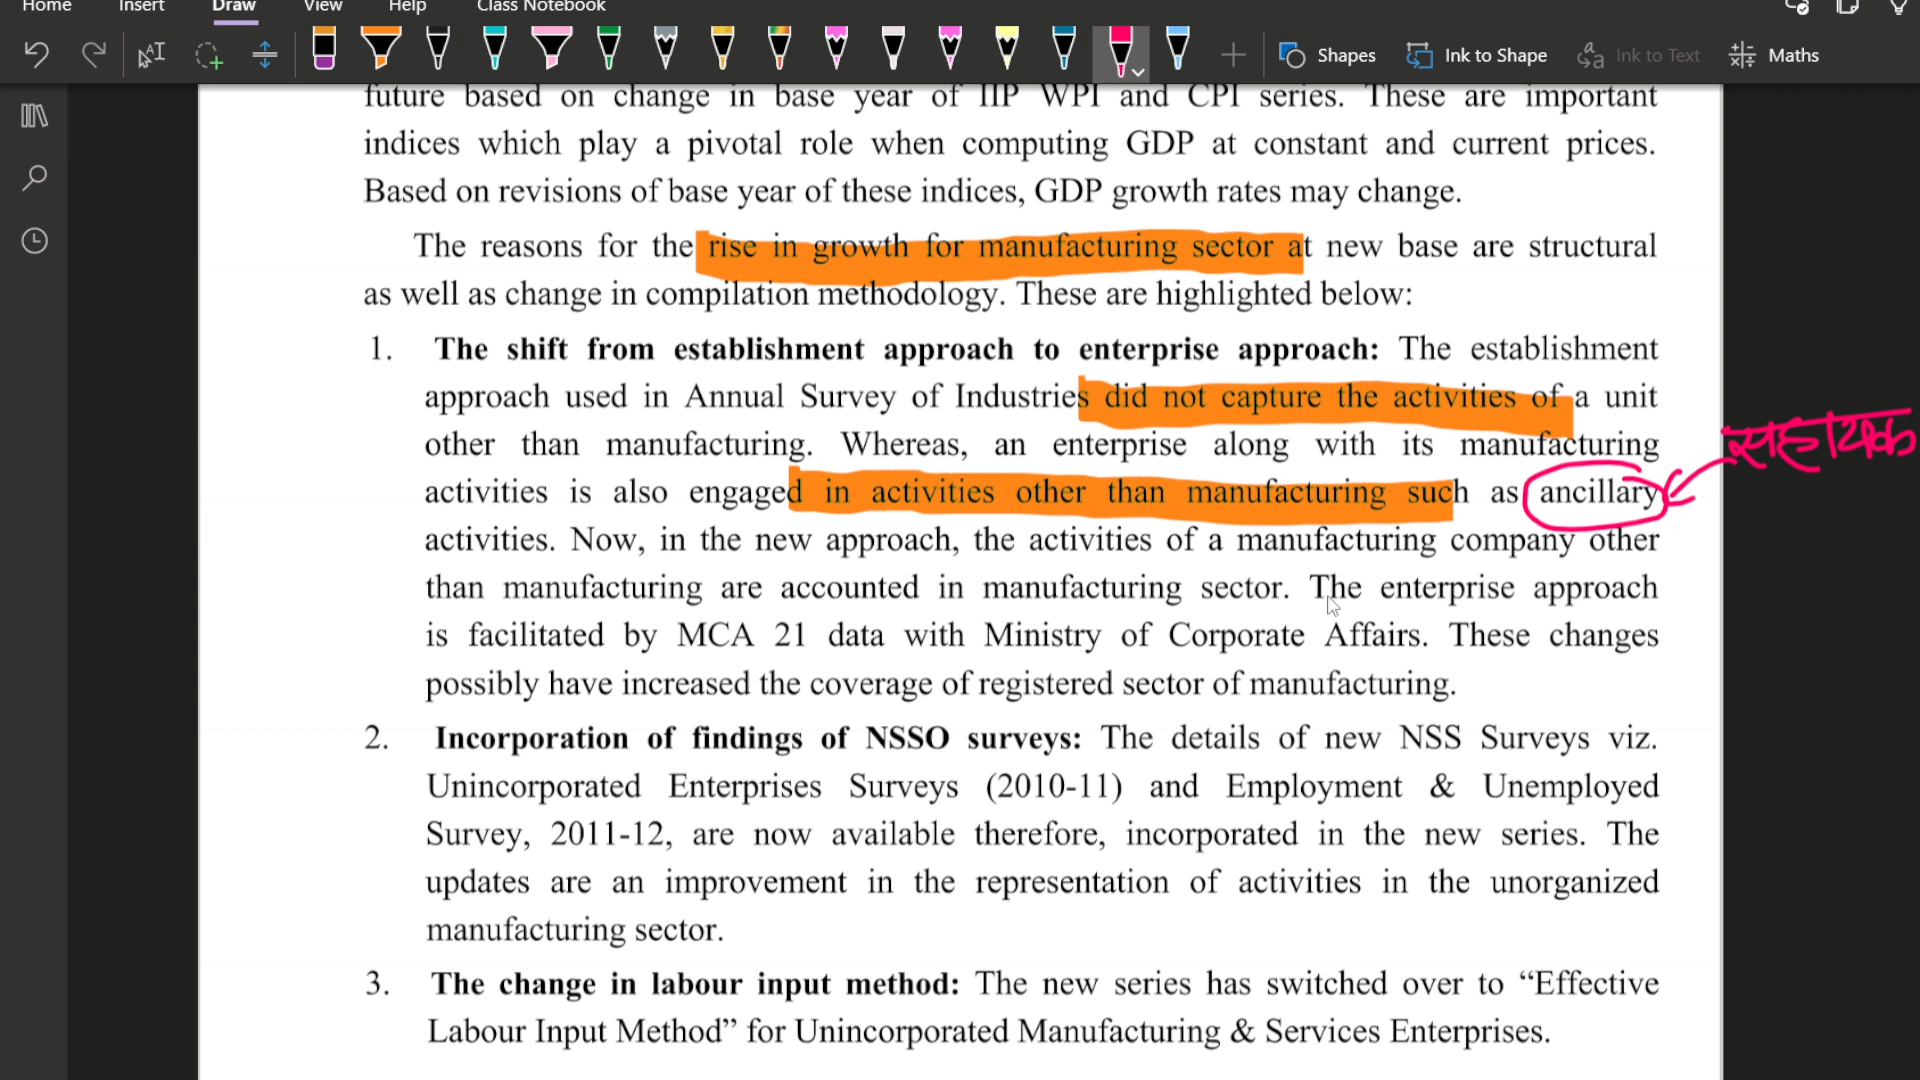 Home Insert Draw View Help Class Notebook
Shapes Ink to Shape Ink to Text Maths
future based on change in base year of IIP WPI and CPI series. These are important
indices which play a pivotal role when computing GDP at constant and current prices.
Based on revisions of base year of these indices, GDP growth rates may change.
The reasons for the rise in growth for manufacturing sector at new base are structural
as well as change in compilation methodology. These are highlighted below:
1. The shift from establishment approach to enterprise approach: The establishment
approach used in Annual Survey of Industries did not capture the activities of a unit
other than manufacturing. Whereas, an enterprise along with its manufacturing
सहायक
activities is also engaged in activities other than manufacturing such as ancillary
activities. Now, in the new approach, the activities of a manufacturing company other
than manufacturing are accounted in manufacturing sector. The enterprise approach
is facilitated by MCA 21 data with Ministry of Corporate Affairs. These changes
possibly have increased the coverage of registered sector of manufacturing.
2. Incorporation of findings of NSSO surveys: The details of new NSS Surveys viz.
Unincorporated Enterprises Surveys (2010-11) and Employment & Unemployed
Survey, 2011-12, are now available therefore, incorporated in the new series. The
updates are an improvement in the representation of activities in the unorganized
manufacturing sector.
3. The change in labour input method: The new series has switched over to “Effective
Labour Input Method” for Unincorporated Manufacturing & Services Enterprises.